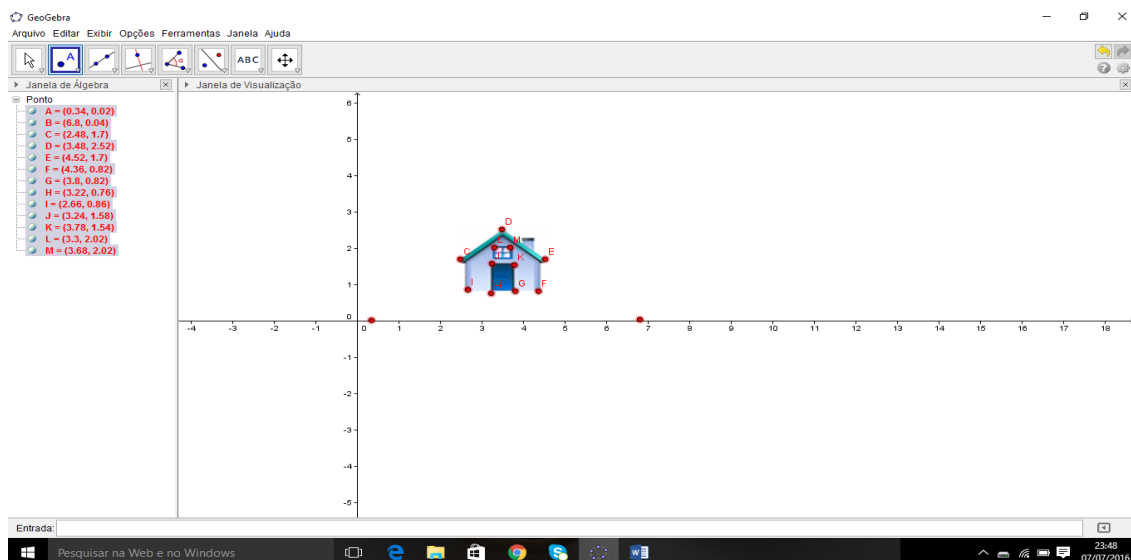 GeoGebra
Arquivo Editar Exibir Opções Ferramentas Janela Ajuda
A α ABC
Janela de Álgebra
Janela de Visualização
Ponto
A = (0.34, 0.02)
B = (6.8, 0.04)
C = (2.48, 1.7)
D = (3.48, 2.52)
E = (4.52, 1.7)
F = (4.36, 0.82)
G = (3.8, 0.82)
H = (3.22, 0.76)
I = (2.66, 0.86)
J = (3.24, 1.58)
K = (3.78, 1.54)
L = (3.3, 2.02)
M = (3.68, 2.02)
6
5
4
3
2
1
0
-1
-2
-3
-4
-5
D
L M
C E
J K
I G F
-4 -3 -2 -1 0 1 2 3 4 5 6 7 8 9 10 11 12 13 14 15 16 17 18
Entrada:
Pesquisar na Web e no Windows
23:48
07/07/2016